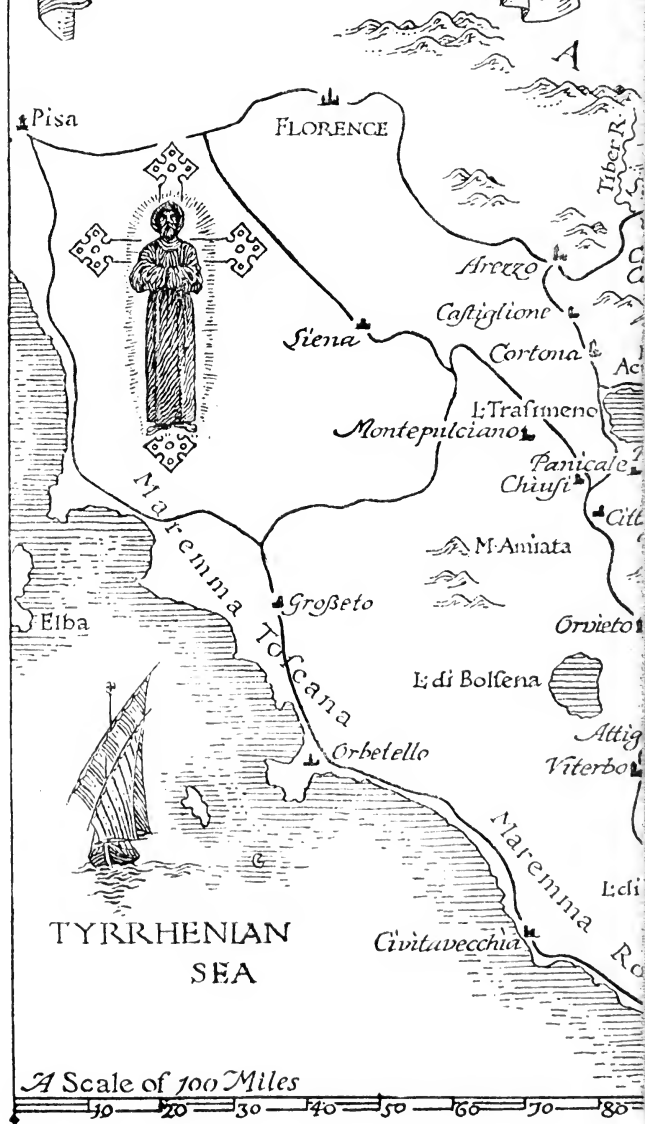 A
Pisa
FLORENCE
Tiber R.
Arezzo
Caſtiglione
Siena
Cortona
L. Traſimeno
Montepulciano
Panicale
Chiusi
Maremma Toſcana
M. Amiata
Großeto
Elba
Orvieto
L. di Bolſena
Orbetello
Viterbo
Maremma
TYRRHENIAN
SEA
Civitavecchia
A Scale of 100 Miles
10 20 30 40 50 60 70 80